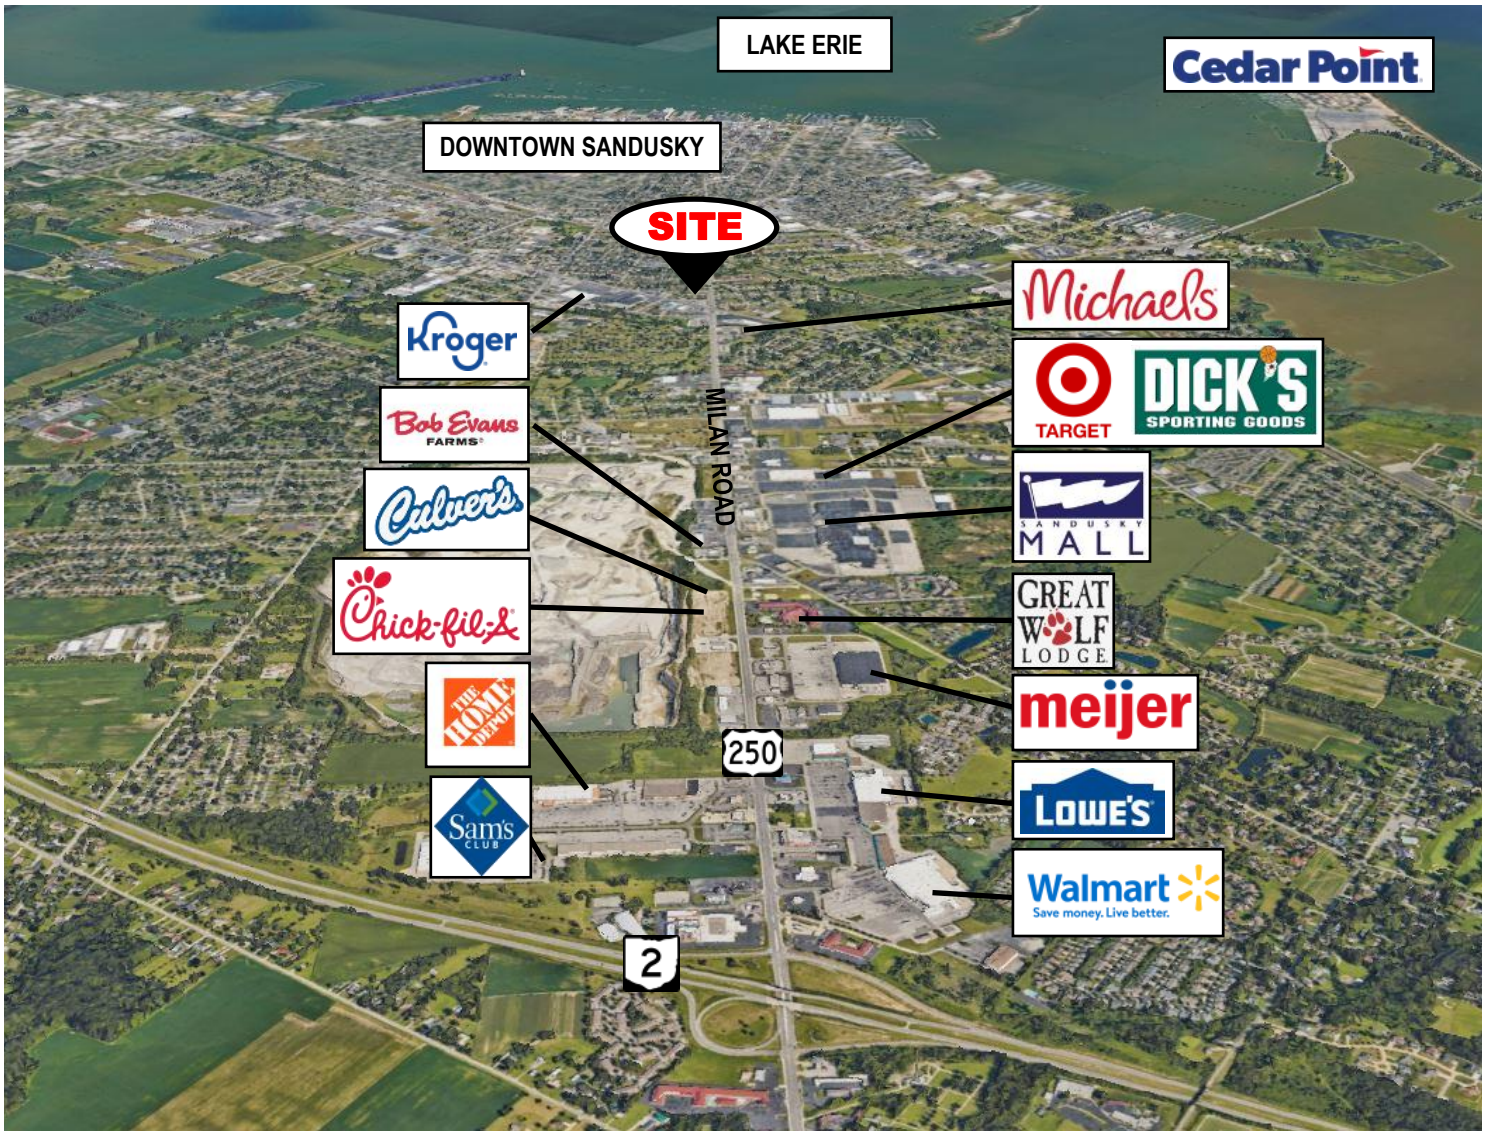 LAKE ERIE
Cedar Point
DOWNTOWN SANDUSKY
SITE
Kroger
Bob Evans
FARMS
Culver's
Chick-fil-A
THE
HOME
DEPOT
Sam's
CLUB
MILAN ROAD
250
2
Michaels
TARGET
DICK'S
SPORTING GOODS
SANDUSKY
MALL
GREAT
WOLF
LODGE
meijer
LOWE'S
Walmart
Save money. Live better.